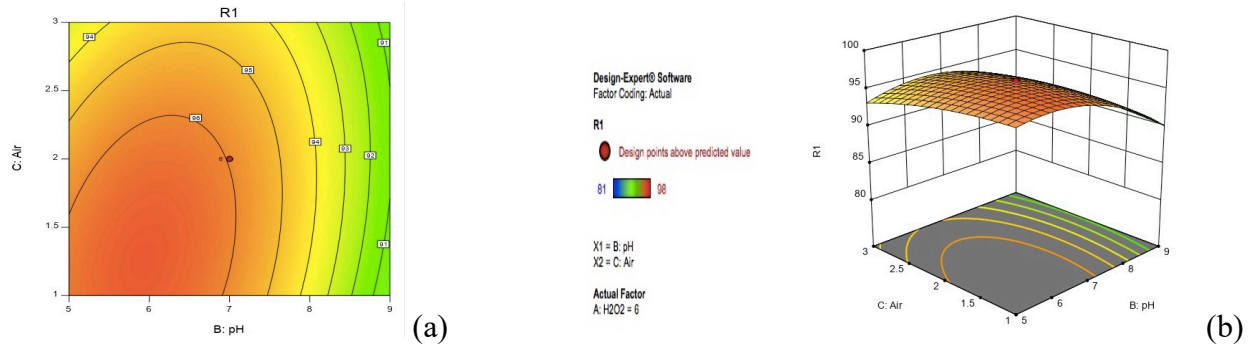 R1
3
2.5
2
1.5
1
C: Air
94
95
91
96
94
93
92
91
5
6
7
8
9
B: pH
(a)
Design-Expert® Software
Factor Coding: Actual
R1
Design points above predicted value
81
98
X1 = B: pH
X2 = C: Air
Actual Factor
A: H2O2 = 6
100
95
90
85
80
R1
3
2.5
2
1.5
1
C: Air
5
6
7
8
9
B: pH
(b)